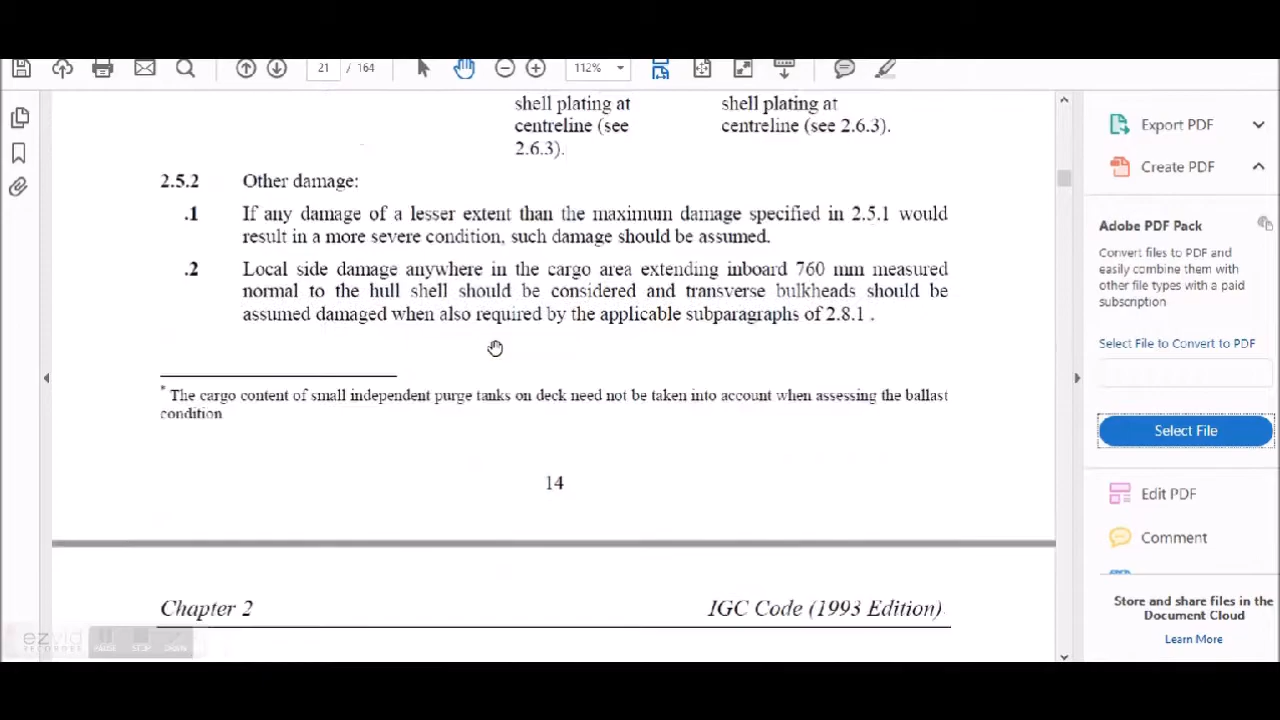 21 / 164
112%
shell plating at
centreline (see
2.6.3).
shell plating at
centreline (see 2.6.3).
2.5.2 Other damage:
.1 If any damage of a lesser extent than the maximum damage specified in 2.5.1 would
result in a more severe condition, such damage should be assumed.
.2 Local side damage anywhere in the cargo area extending inboard 760 mm measured
normal to the hull shell should be considered and transverse bulkheads should be
assumed damaged when also required by the applicable subparagraphs of 2.8.1 .
* The cargo content of small independent purge tanks on deck need not be taken into account when assessing the ballast
condition
14
Chapter 2 IGC Code (1993 Edition)
Export PDF
Create PDF
Adobe PDF Pack
Convert files to PDF and
easily combine them with
other file types with a paid
subscription
Select File to Convert to PDF
Select File
Edit PDF
Comment
Store and share files in the
Document Cloud
Learn More
ezvid
RECORDER
PAUSE STOP DRAW